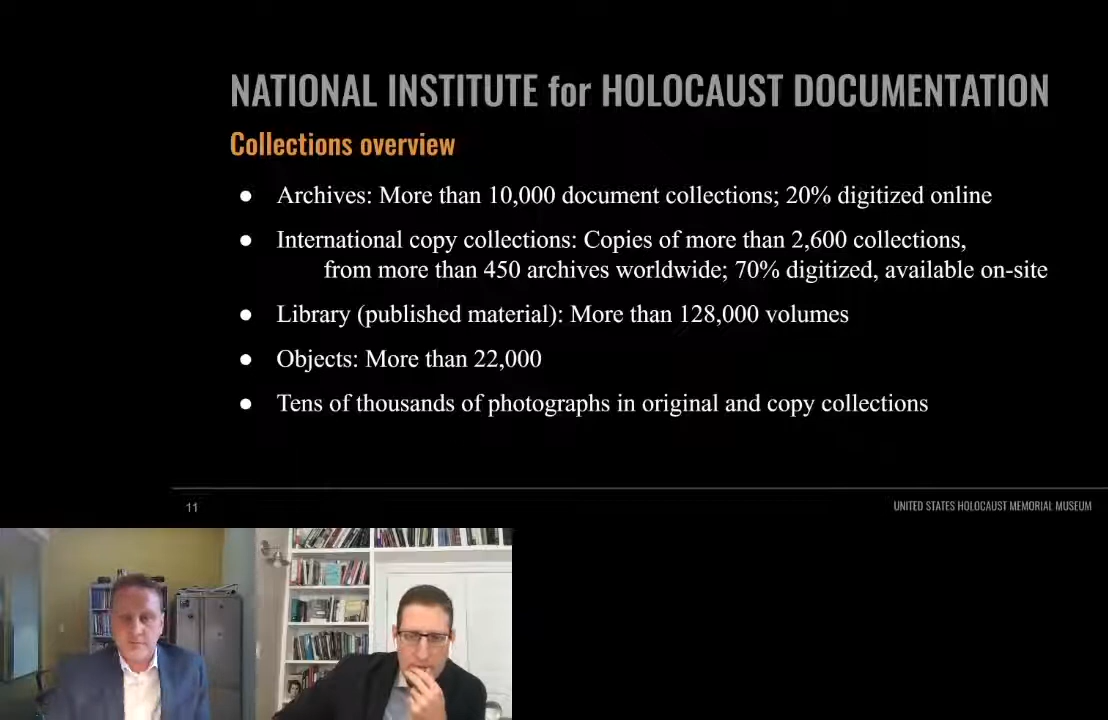 NATIONAL INSTITUTE for HOLOCAUST DOCUMENTATION
Collections overview
● Archives: More than 10,000 document collections; 20% digitized online
● International copy collections: Copies of more than 2,600 collections,
from more than 450 archives worldwide; 70% digitized, available on-site
● Library (published material): More than 128,000 volumes
● Objects: More than 22,000
● Tens of thousands of photographs in original and copy collections
11
UNITED STATES HOLOCAUST MEMORIAL MUSEUM